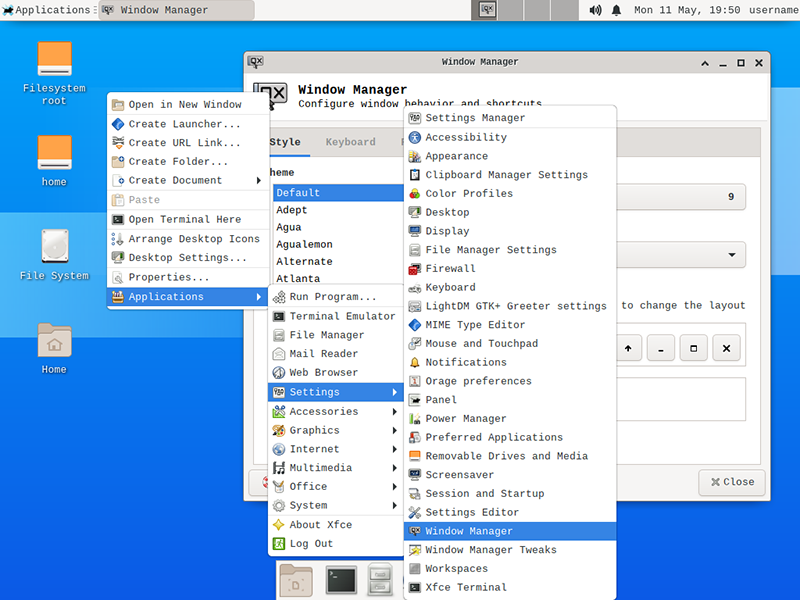 Applications
Window Manager
Mon 11 May, 19:50
username
Filesystem
root
home
File System
Home
Window Manager
Window Manager
Configure window behavior and shortcuts
Style
Keyboard
heme
Default
Adept
Agua
Agualemon
Alternate
Atlanta
9
to change the layout
Close
Open in New Window
Create Launcher...
Create URL Link...
Create Folder...
Create Document
Paste
Open Terminal Here
Arrange Desktop Icons
Desktop Settings...
Properties...
Applications
Run Program...
Terminal Emulator
File Manager
Mail Reader
Web Browser
Settings
Accessories
Graphics
Internet
Multimedia
Office
System
About Xfce
Log Out
Settings Manager
Accessibility
Appearance
Clipboard Manager Settings
Color Profiles
Desktop
Display
File Manager Settings
Firewall
Keyboard
LightDM GTK+ Greeter settings
MIME Type Editor
Mouse and Touchpad
Notifications
Orage preferences
Panel
Power Manager
Preferred Applications
Removable Drives and Media
Screensaver
Session and Startup
Settings Editor
Window Manager
Window Manager Tweaks
Workspaces
Xfce Terminal